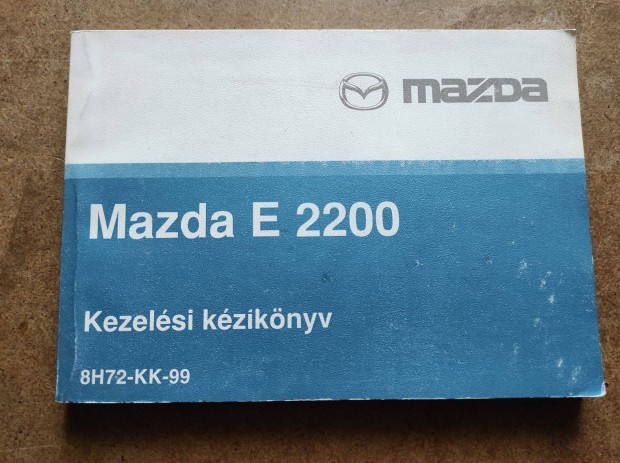 mazda
Mazda E 2200
Kezelési kézikönyv
8H72-KK-99